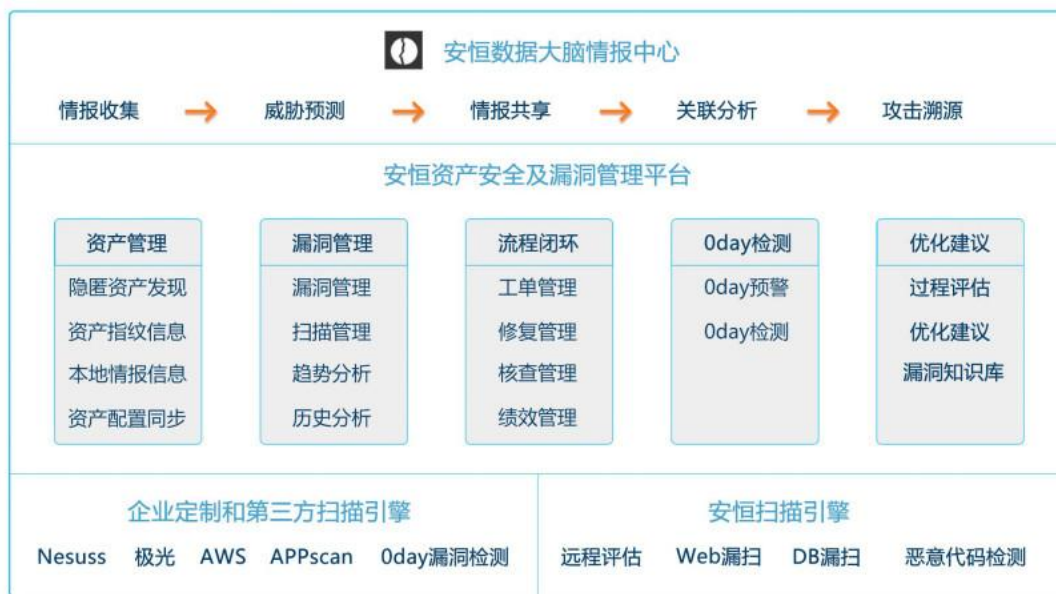 安恒数据大脑情报中心
情报收集 → 威胁预测 → 情报共享 → 关联分析 → 攻击溯源
安恒资产安全及漏洞管理平台
资产管理
隐匿资产发现
资产指纹信息
本地情报信息
资产配置同步
漏洞管理
漏洞管理
扫描管理
趋势分析
历史分析
流程闭环
工单管理
修复管理
核查管理
绩效管理
0day检测
0day预警
0day检测
优化建议
过程评估
优化建议
漏洞知识库
企业定制和第三方扫描引擎
Nesuss 极光 AWS APPscan 0day漏洞检测
安恒扫描引擎
远程评估 Web漏扫 DB漏扫 恶意代码检测